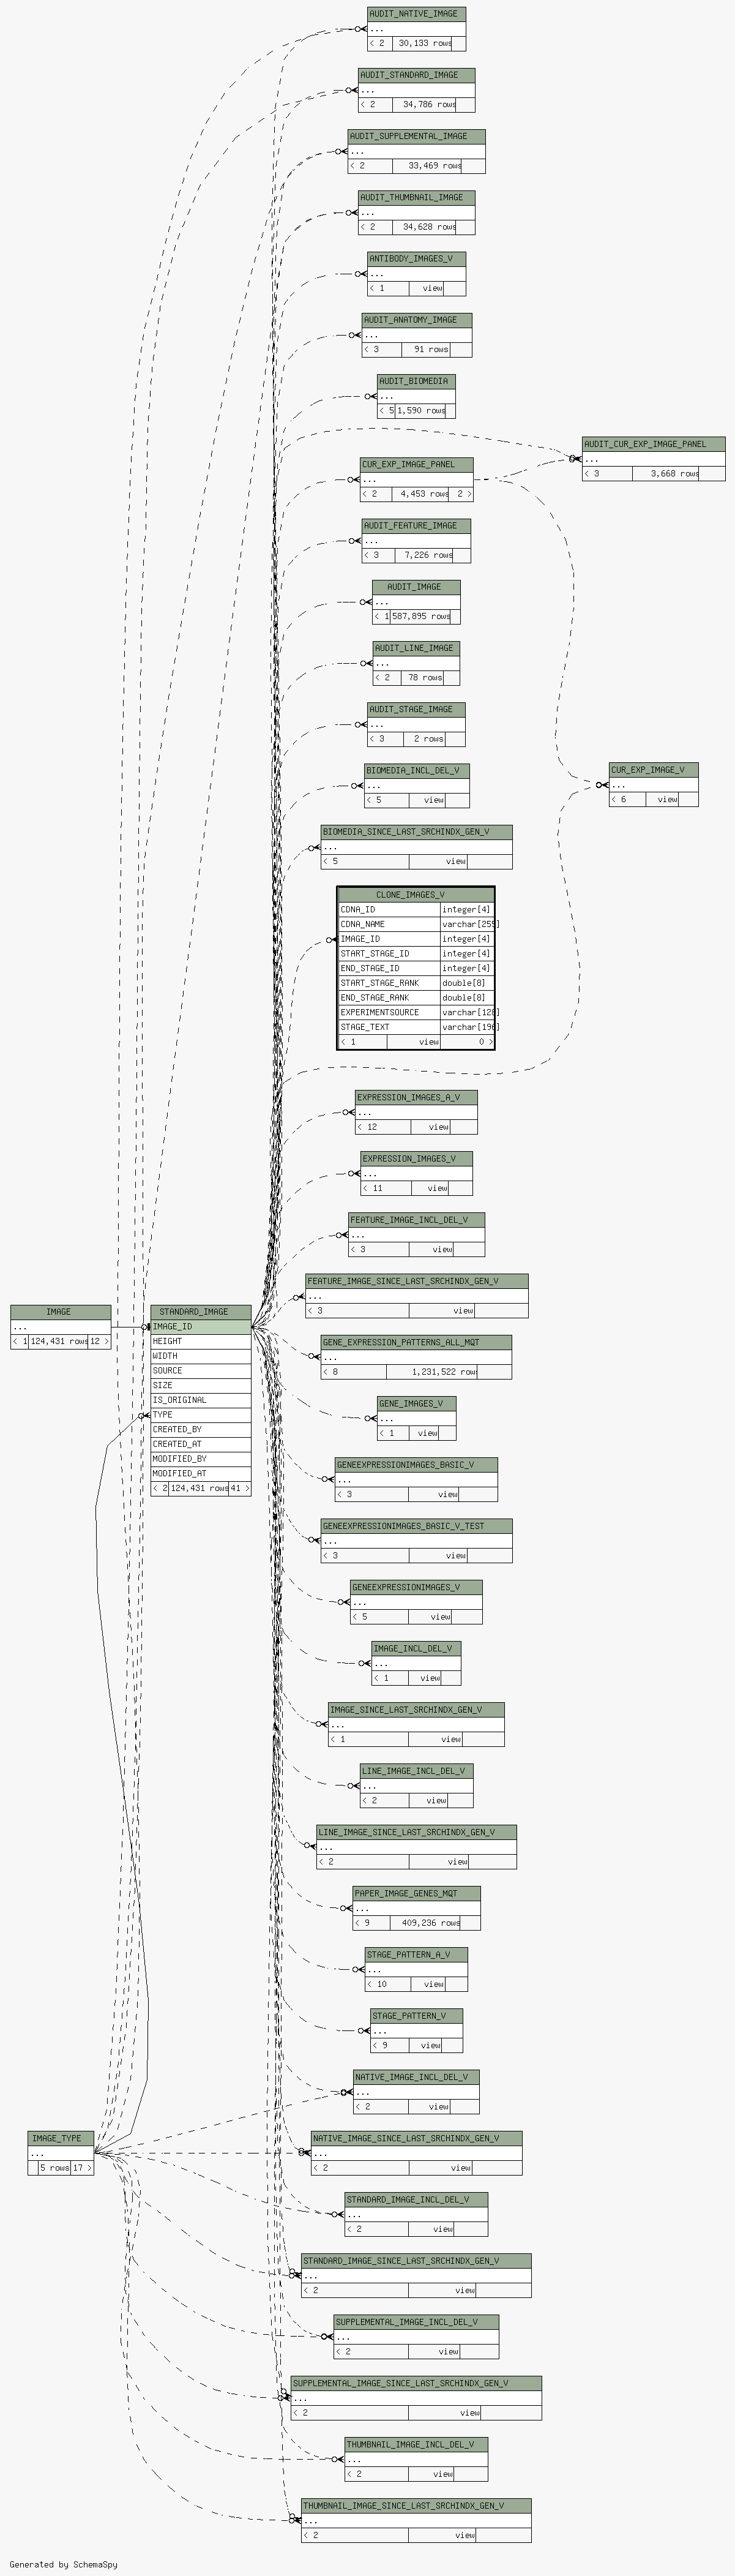 AUDIT_NATIVE_IMAGE
...
< 2 30,133 rows
AUDIT_STANDARD_IMAGE
...
< 2 34,786 rows
AUDIT_SUPPLEMENTAL_IMAGE
...
< 2 33,469 rows
AUDIT_THUMBNAIL_IMAGE
...
< 2 34,628 rows
ANTIBODY_IMAGES_V
...
< 1 view
AUDIT_ANATOMY_IMAGE
...
< 3 91 rows
AUDIT_BIOMEDIA
...
< 5 1,590 rows
AUDIT_CUR_EXP_IMAGE_PANEL
...
< 3 3,668 rows
CUR_EXP_IMAGE_PANEL
...
< 2 4,453 rows 2 >
AUDIT_FEATURE_IMAGE
...
< 3 7,226 rows
AUDIT_IMAGE
...
< 1 587,895 rows
AUDIT_LINE_IMAGE
...
< 2 78 rows
AUDIT_STAGE_IMAGE
...
< 3 2 rows
BIOMEDIA_INCL_DEL_V
...
< 5 view
CUR_EXP_IMAGE_V
...
< 6 view
BIOMEDIA_SINCE_LAST_SRCHINDX_GEN_V
...
< 5 view
CLONE_IMAGES_V
CDNA_ID integer[4]
CDNA_NAME varchar[255]
IMAGE_ID integer[4]
START_STAGE_ID integer[4]
END_STAGE_ID integer[4]
START_STAGE_RANK double[8]
END_STAGE_RANK double[8]
EXPERIMENTSOURCE varchar[128]
STAGE_TEXT varchar[196]
< 1 view 0 >
EXPRESSION_IMAGES_A_V
...
< 12 view
EXPRESSION_IMAGES_V
...
< 11 view
FEATURE_IMAGE_INCL_DEL_V
...
< 3 view
FEATURE_IMAGE_SINCE_LAST_SRCHINDX_GEN_V
...
< 3 view
IMAGE
...
< 1 124,431 rows 12 >
STANDARD_IMAGE
IMAGE_ID
HEIGHT
WIDTH
SOURCE
SIZE
IS_ORIGINAL
TYPE
CREATED_BY
CREATED_AT
MODIFIED_BY
MODIFIED_AT
< 2 124,431 rows 41 >
GENE_EXPRESSION_PATTERNS_ALL_MQT
...
< 8 1,231,522 rows
GENE_IMAGES_V
...
< 1 view
GENEEXPRESSIONIMAGES_BASIC_V
...
< 3 view
GENEEXPRESSIONIMAGES_BASIC_V_TEST
...
< 3 view
GENEEXPRESSIONIMAGES_V
...
< 5 view
IMAGE_INCL_DEL_V
...
< 1 view
IMAGE_SINCE_LAST_SRCHINDX_GEN_V
...
< 1 view
LINE_IMAGE_INCL_DEL_V
...
< 2 view
LINE_IMAGE_SINCE_LAST_SRCHINDX_GEN_V
...
< 2 view
PAPER_IMAGE_GENES_MQT
...
< 9 409,236 rows
STAGE_PATTERN_A_V
...
< 10 view
STAGE_PATTERN_V
...
< 9 view
NATIVE_IMAGE_INCL_DEL_V
...
< 2 view
IMAGE_TYPE
...
5 rows 17 >
NATIVE_IMAGE_SINCE_LAST_SRCHINDX_GEN_V
...
< 2 view
STANDARD_IMAGE_INCL_DEL_V
...
< 2 view
STANDARD_IMAGE_SINCE_LAST_SRCHINDX_GEN_V
...
< 2 view
SUPPLEMENTAL_IMAGE_INCL_DEL_V
...
< 2 view
SUPPLEMENTAL_IMAGE_SINCE_LAST_SRCHINDX_GEN_V
...
< 2 view
THUMBNAIL_IMAGE_INCL_DEL_V
...
< 2 view
THUMBNAIL_IMAGE_SINCE_LAST_SRCHINDX_GEN_V
...
< 2 view
Generated by SchemaSpy